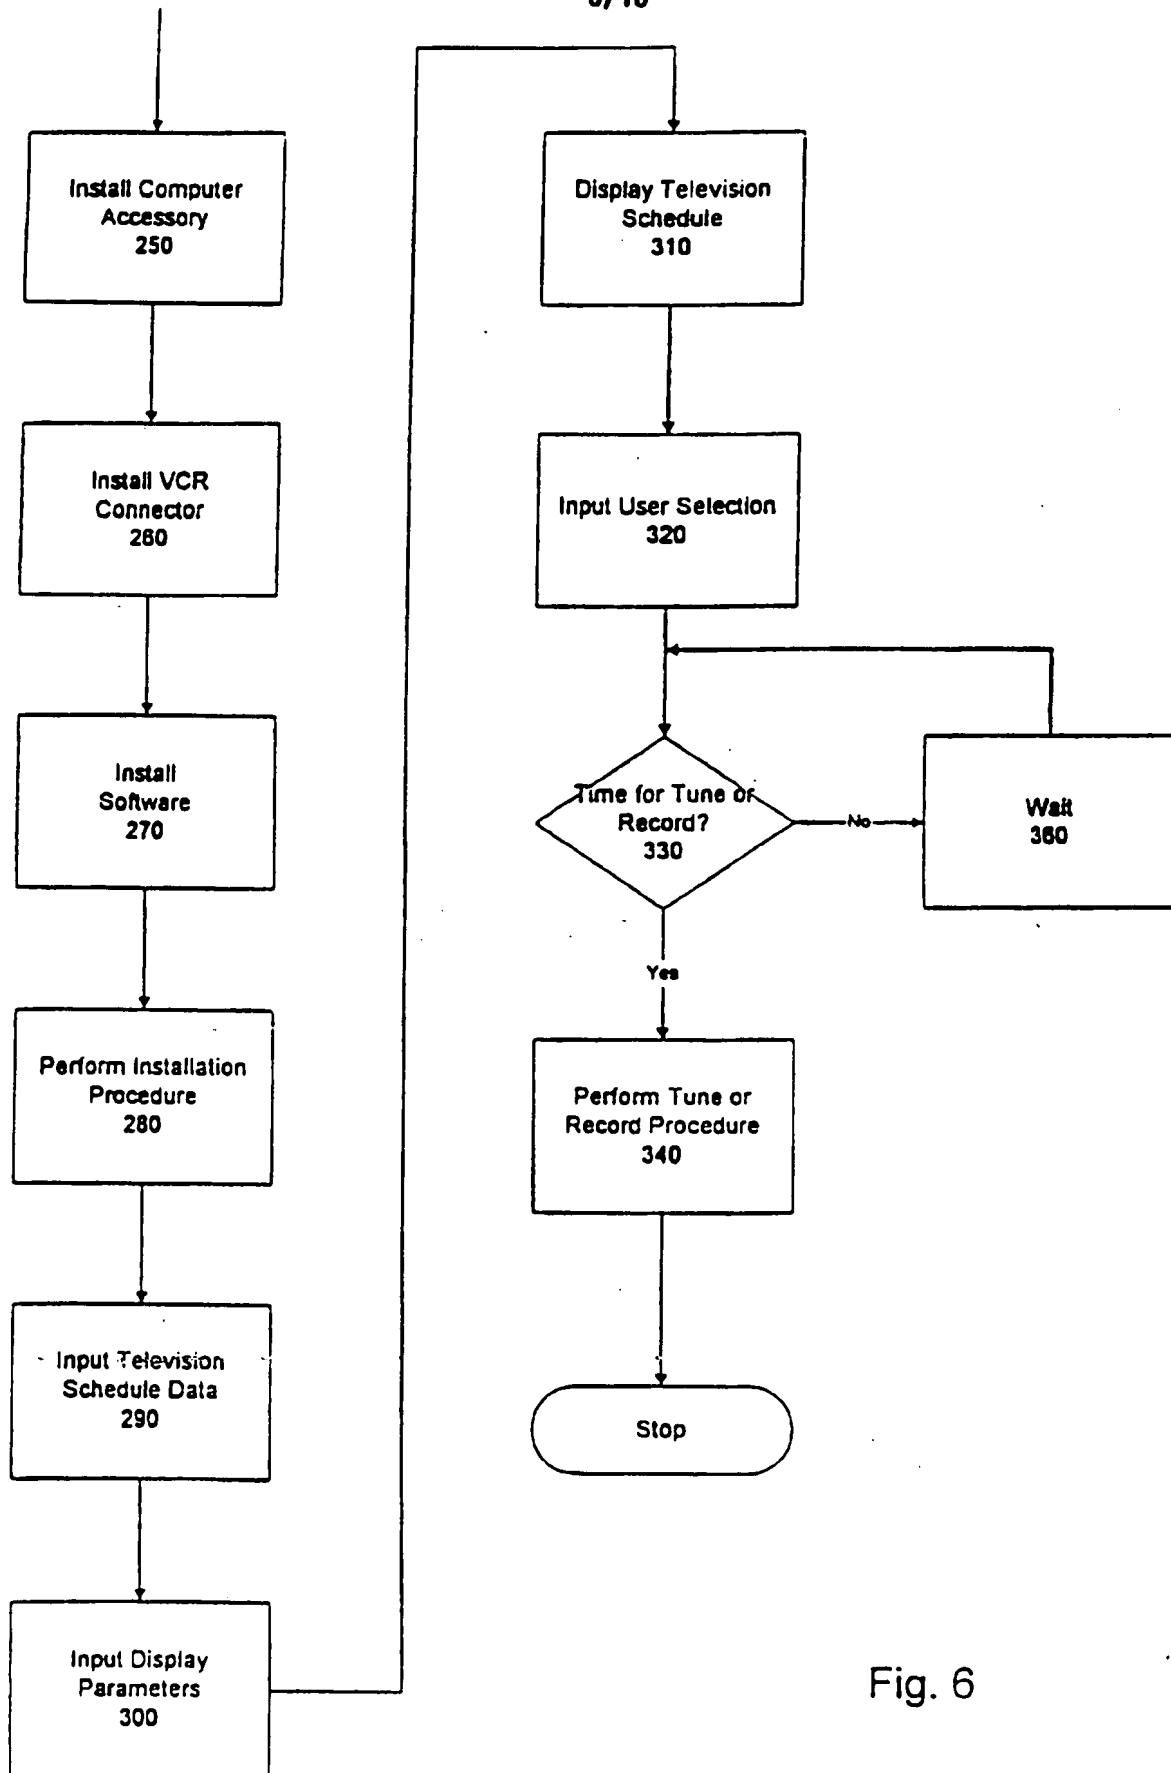 Install Computer
Accessory
250
Install VCR
Connector
260
Install
Software
270
Perform Installation
Procedure
280
Input Television
Schedule Data
290
Input Display
Parameters
300
Display Television
Schedule
310
Input User Selection
320
Time for Tune or
Record?
330
No
Wait
360
Yes
Perform Tune or
Record Procedure
340
Stop
Fig. 6